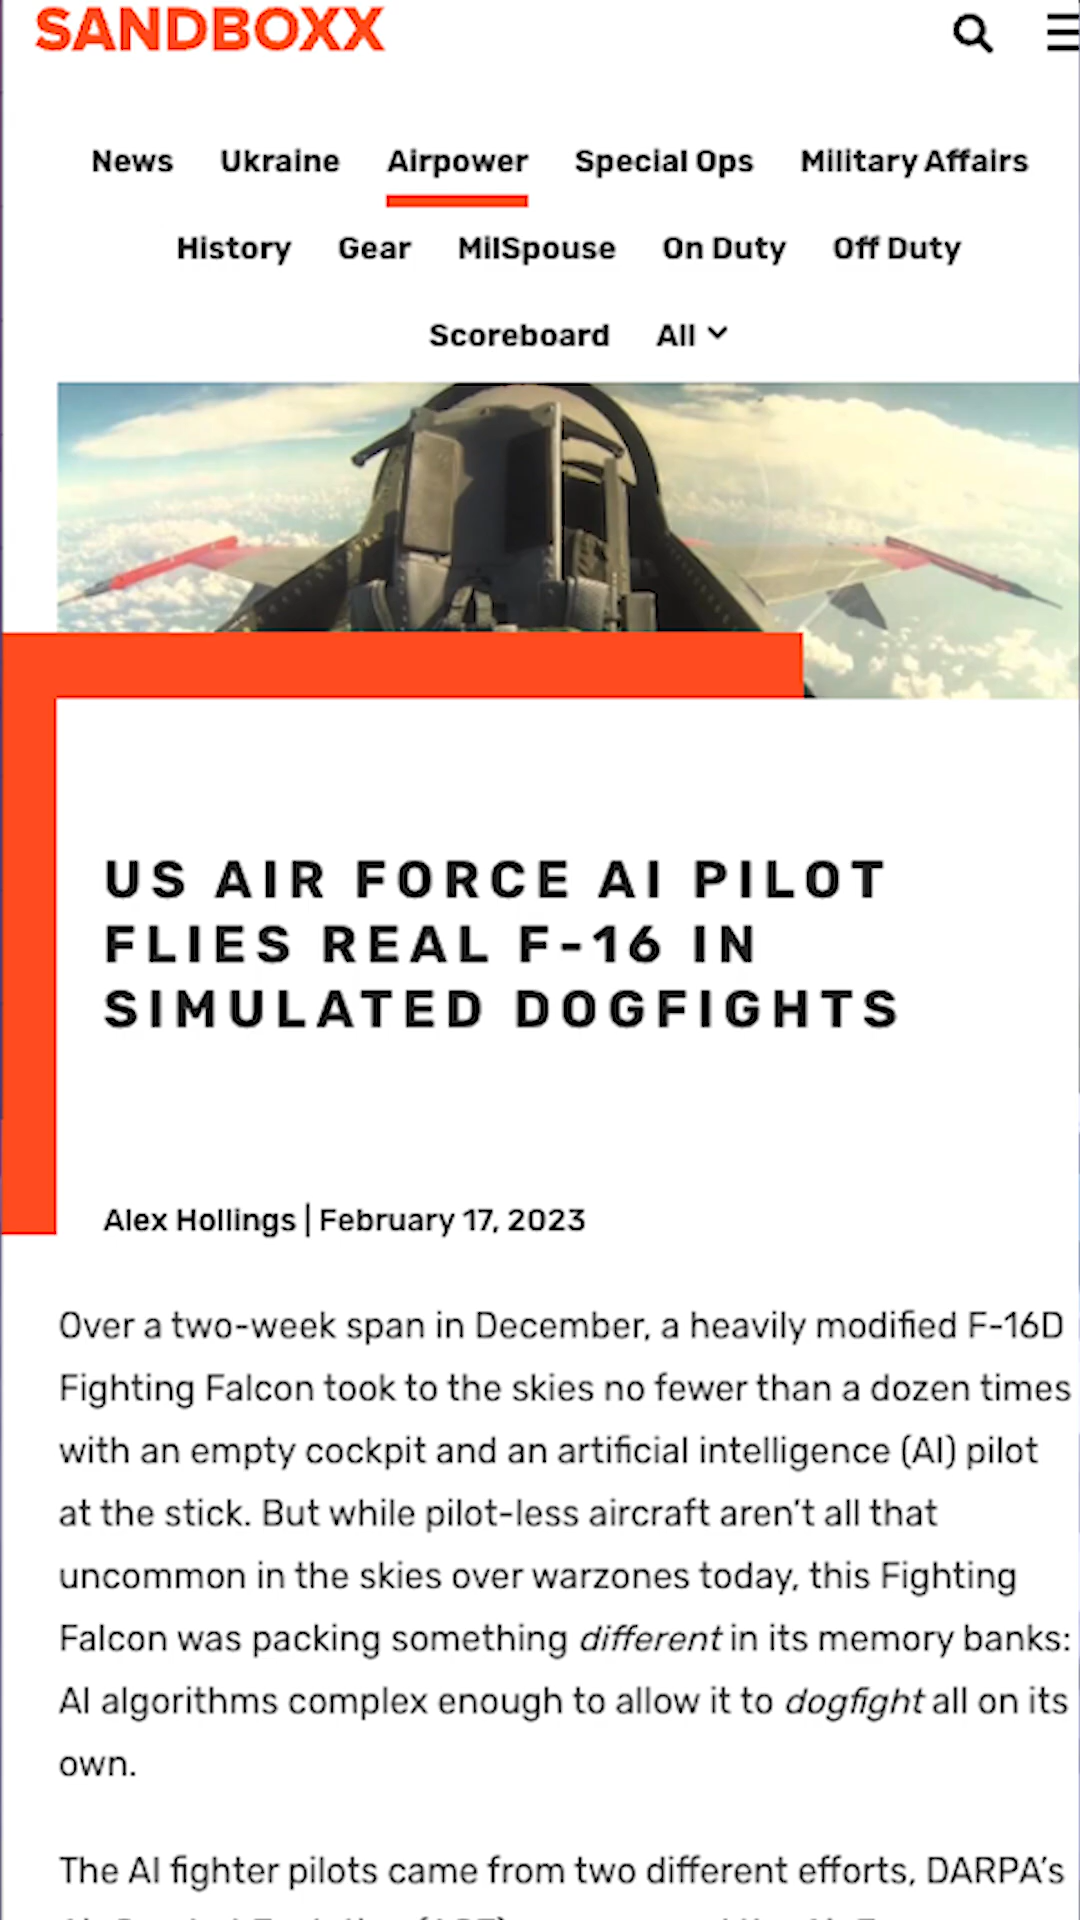 SANDBOXX
News Ukraine Airpower Special Ops Military Affairs
History Gear MilSpouse On Duty Off Duty
Scoreboard All
US AIR FORCE AI PILOT
FLIES REAL F-16 IN
SIMULATED DOGFIGHTS
Alex Hollings | February 17, 2023
Over a two-week span in December, a heavily modified F-16D
Fighting Falcon took to the skies no fewer than a dozen times
with an empty cockpit and an artificial intelligence (AI) pilot
at the stick. But while pilot-less aircraft aren’t all that
uncommon in the skies over warzones today, this Fighting
Falcon was packing something different in its memory banks:
AI algorithms complex enough to allow it to dogfight all on its
own.
The AI fighter pilots came from two different efforts, DARPA’s